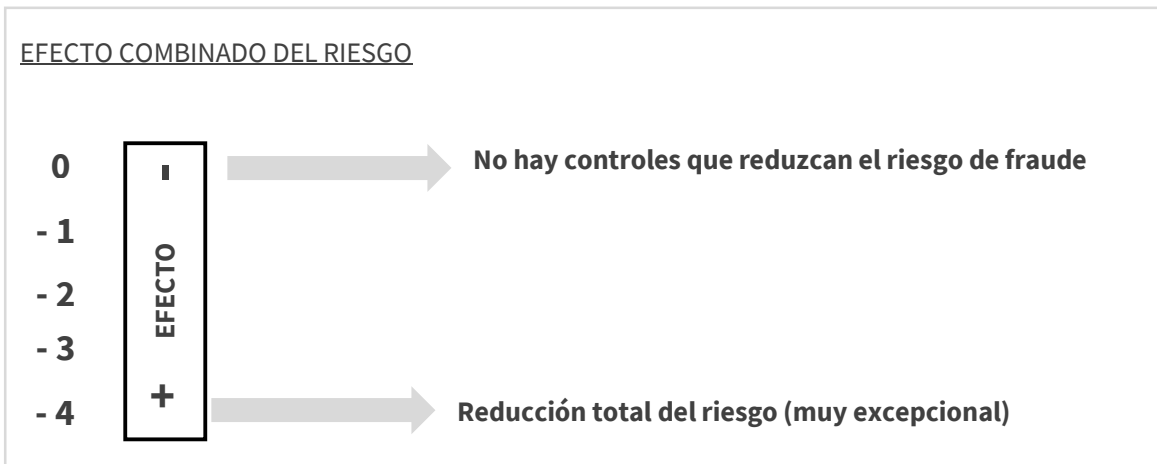 EFECTO COMBINADO DEL RIESGO
0
-
No hay controles que reduzcan el riesgo de fraude
- 1
- 2
EFECTO
- 3
- 4
+
Reducción total del riesgo (muy excepcional)